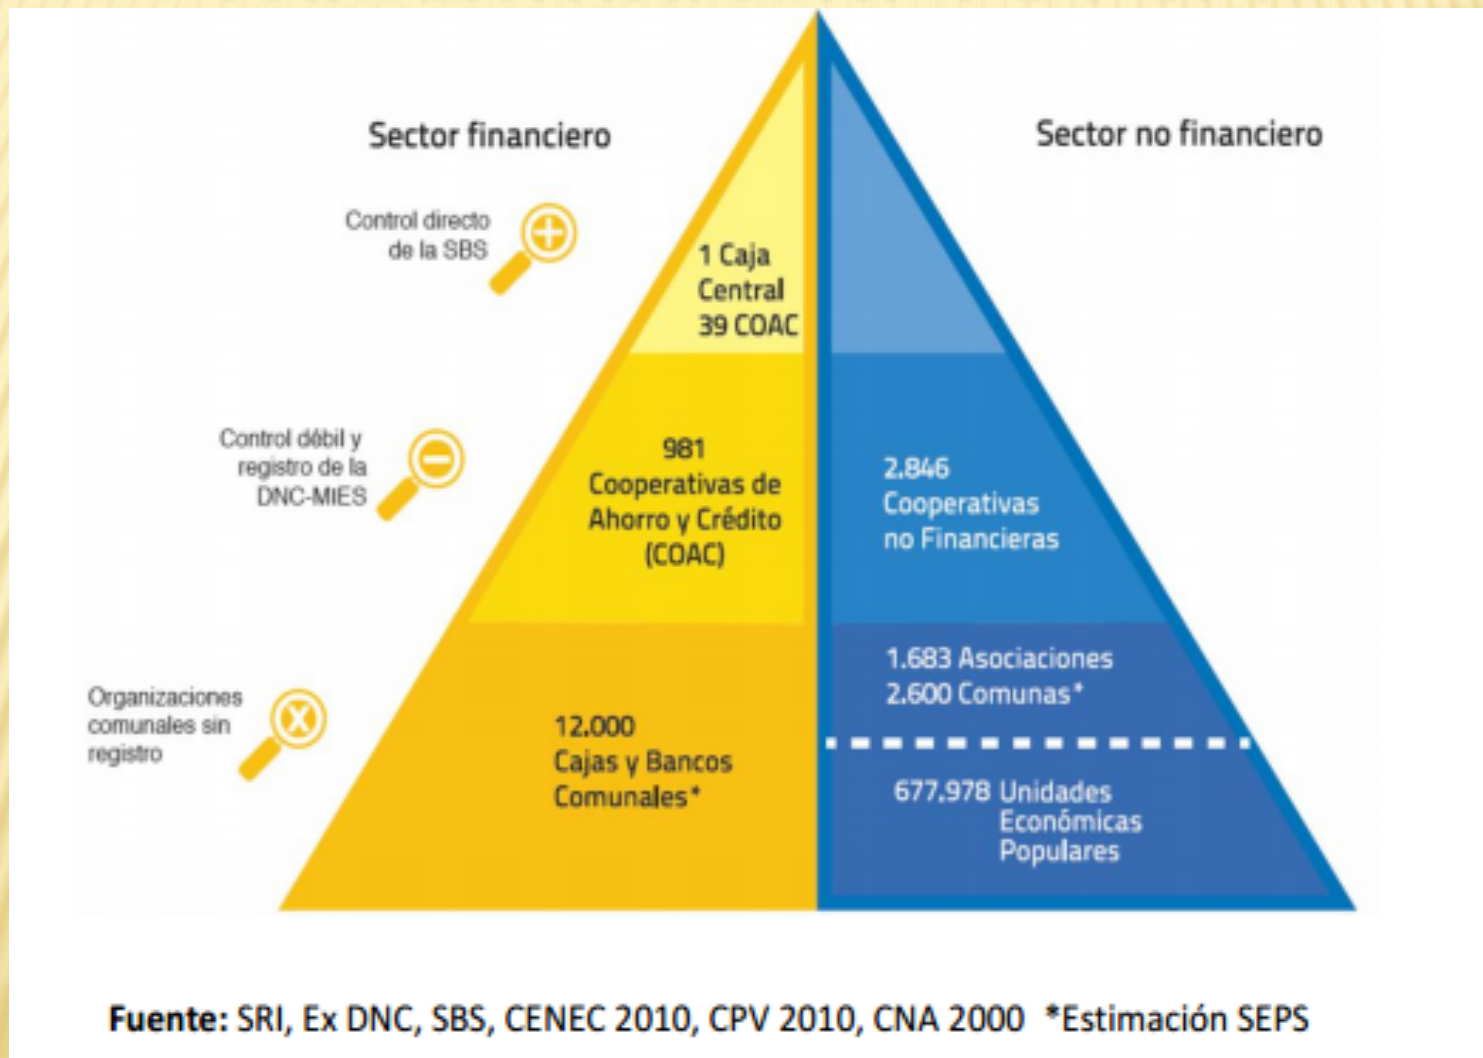 Sector financiero
Sector no financiero
Control directo
de la SBS
1 Caja
Central
39 COAC
Control débil y
registro de la
DNC-MIES
981
Cooperativas de
Ahorro y Crédito
(COAC)
2.846
Cooperativas
no Financieras
Organizaciones
comunales sin
registro
12.000
Cajas y Bancos
Comunales*
1.683 Asociaciones
2.600 Comunas*
677.978 Unidades
Económicas
Populares
Fuente: SRI, Ex DNC, SBS, CENEC 2010, CPV 2010, CNA 2000 *Estimación SEPS